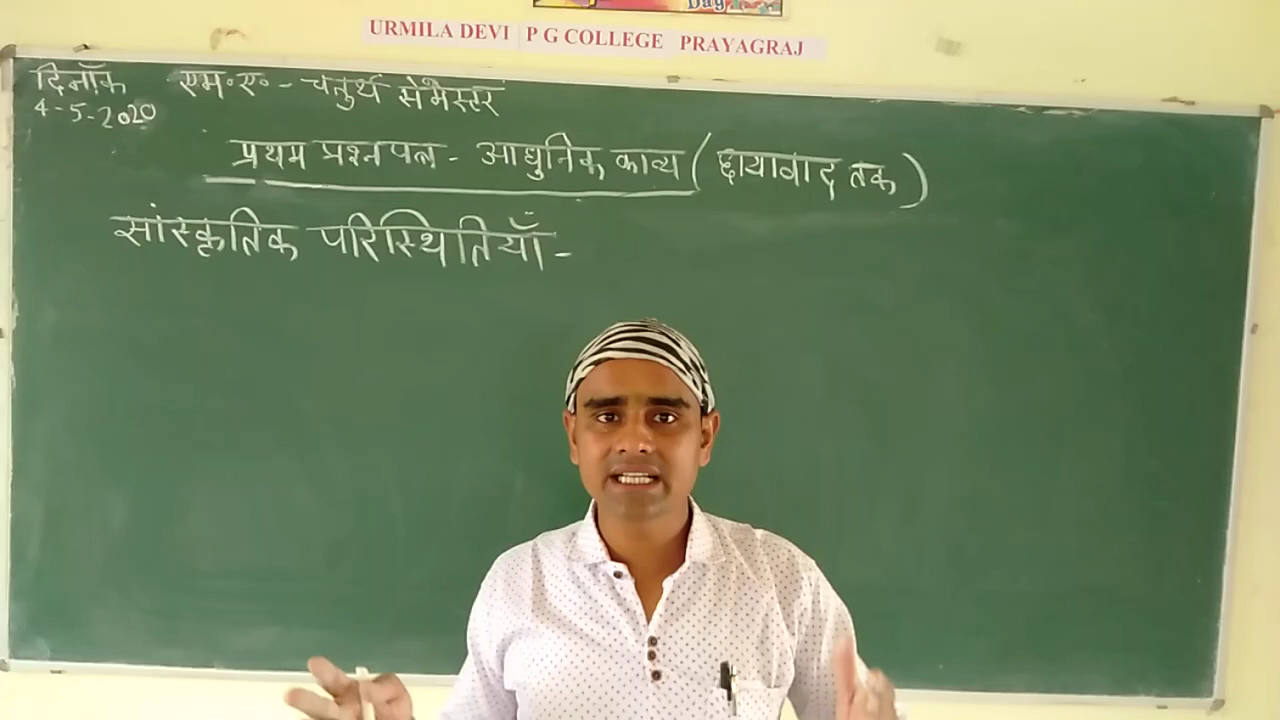 Day
URMILA DEVI P G COLLEGE PRAYAGRAJ
दिनाँक एम॰ए॰ - चतुर्थ सेमेस्टर
4-5-2020
प्रथम प्रश्नपत्र - आधुनिक काव्य (छायावाद तक)
सांस्कृतिक परिस्थितियाँ -